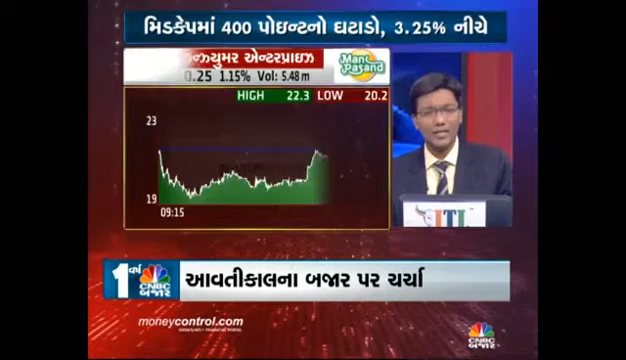 મિડકેપમાં 400 પોઇન્ટનો ઘટાડો, 3.25% નીચે
ન્ઝ્યુમર એન્ટરપ્રાઇઝ
Manpasand
0.25 1.15% Vol: 5.48 m
HIGH 22.3 LOW 20.2
23
19
09:15
1 વર્ષ
CNBC
બજાર
આવતીકાલના બજાર પર ચર્ચા
moneycontrol.com
CNBC
બજાર